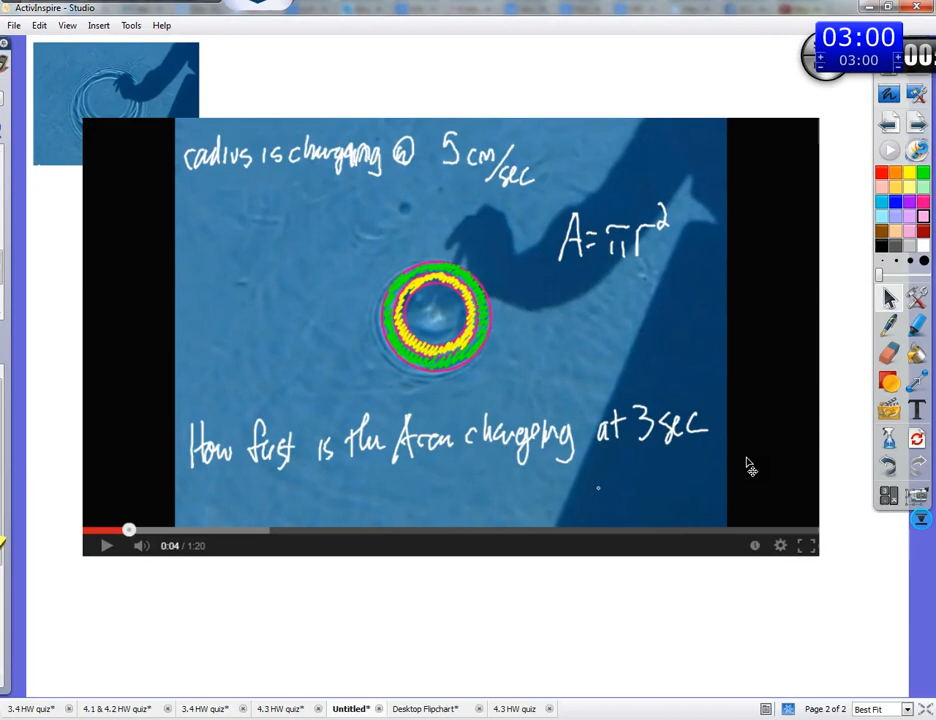 ActivInspire - Studio
File Edit View Insert Tools Help
03:00
03:00
00:
radius is changing @ 5 cm/sec
A = πr²
How fast is the Area changing at 3 sec
0:04 / 1:20
3.4 HW quiz* 4.1 & 4.2 HW quiz* 3.4 HW quiz* 4.3 HW quiz* Untitled* Desktop Flipchart* 4.3 HW quiz Page 2 of 2 Best Fit